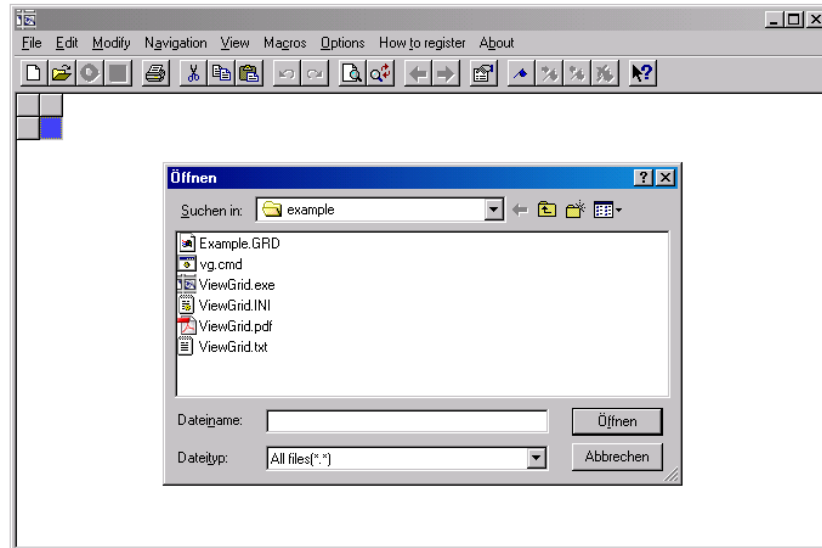 File Edit Modify Navigation View Macros Options How to register About
Öffnen
Suchen in: example
Example.GRD
vg.cmd
ViewGrid.exe
ViewGrid.INI
ViewGrid.pdf
ViewGrid.txt
Dateiname: Öffnen
Dateityp: All files(*.*) Abbrechen